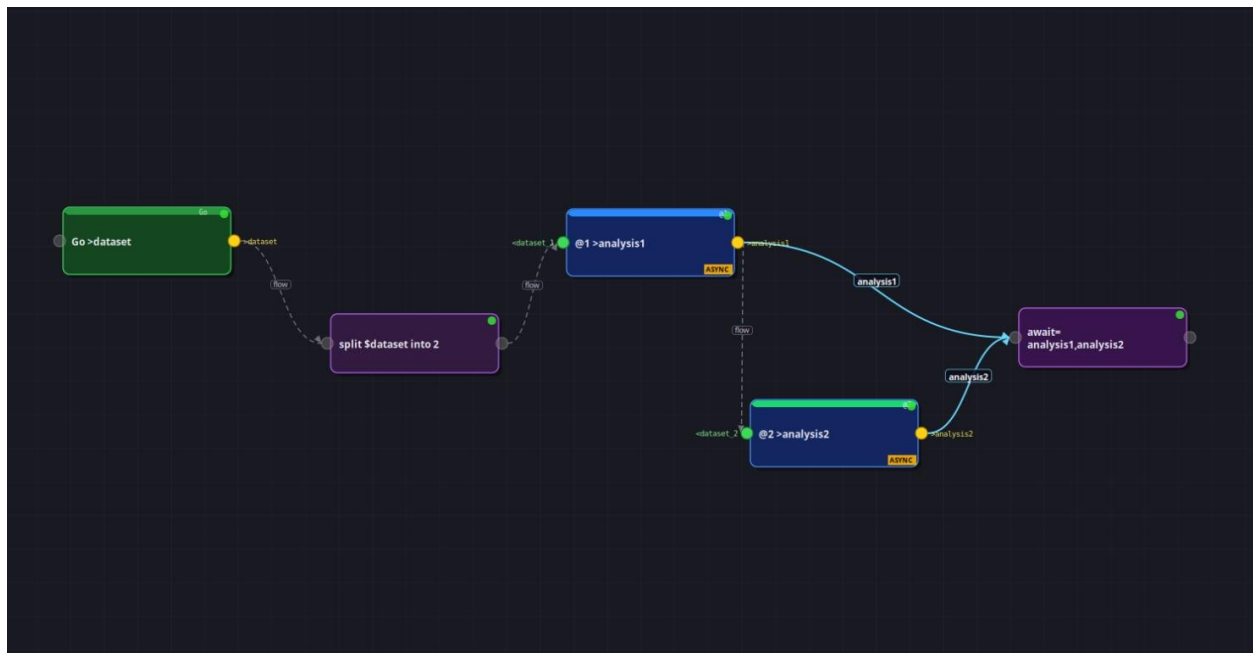 Go
Go >dataset
>dataset
flow
split $dataset into 2
flow
<dataset_1
@1 >analysis1
ASYNC
>analysis1
analysis1
flow
<dataset_2
@2 >analysis2
ASYNC
>analysis2
analysis2
await=
analysis1,analysis2